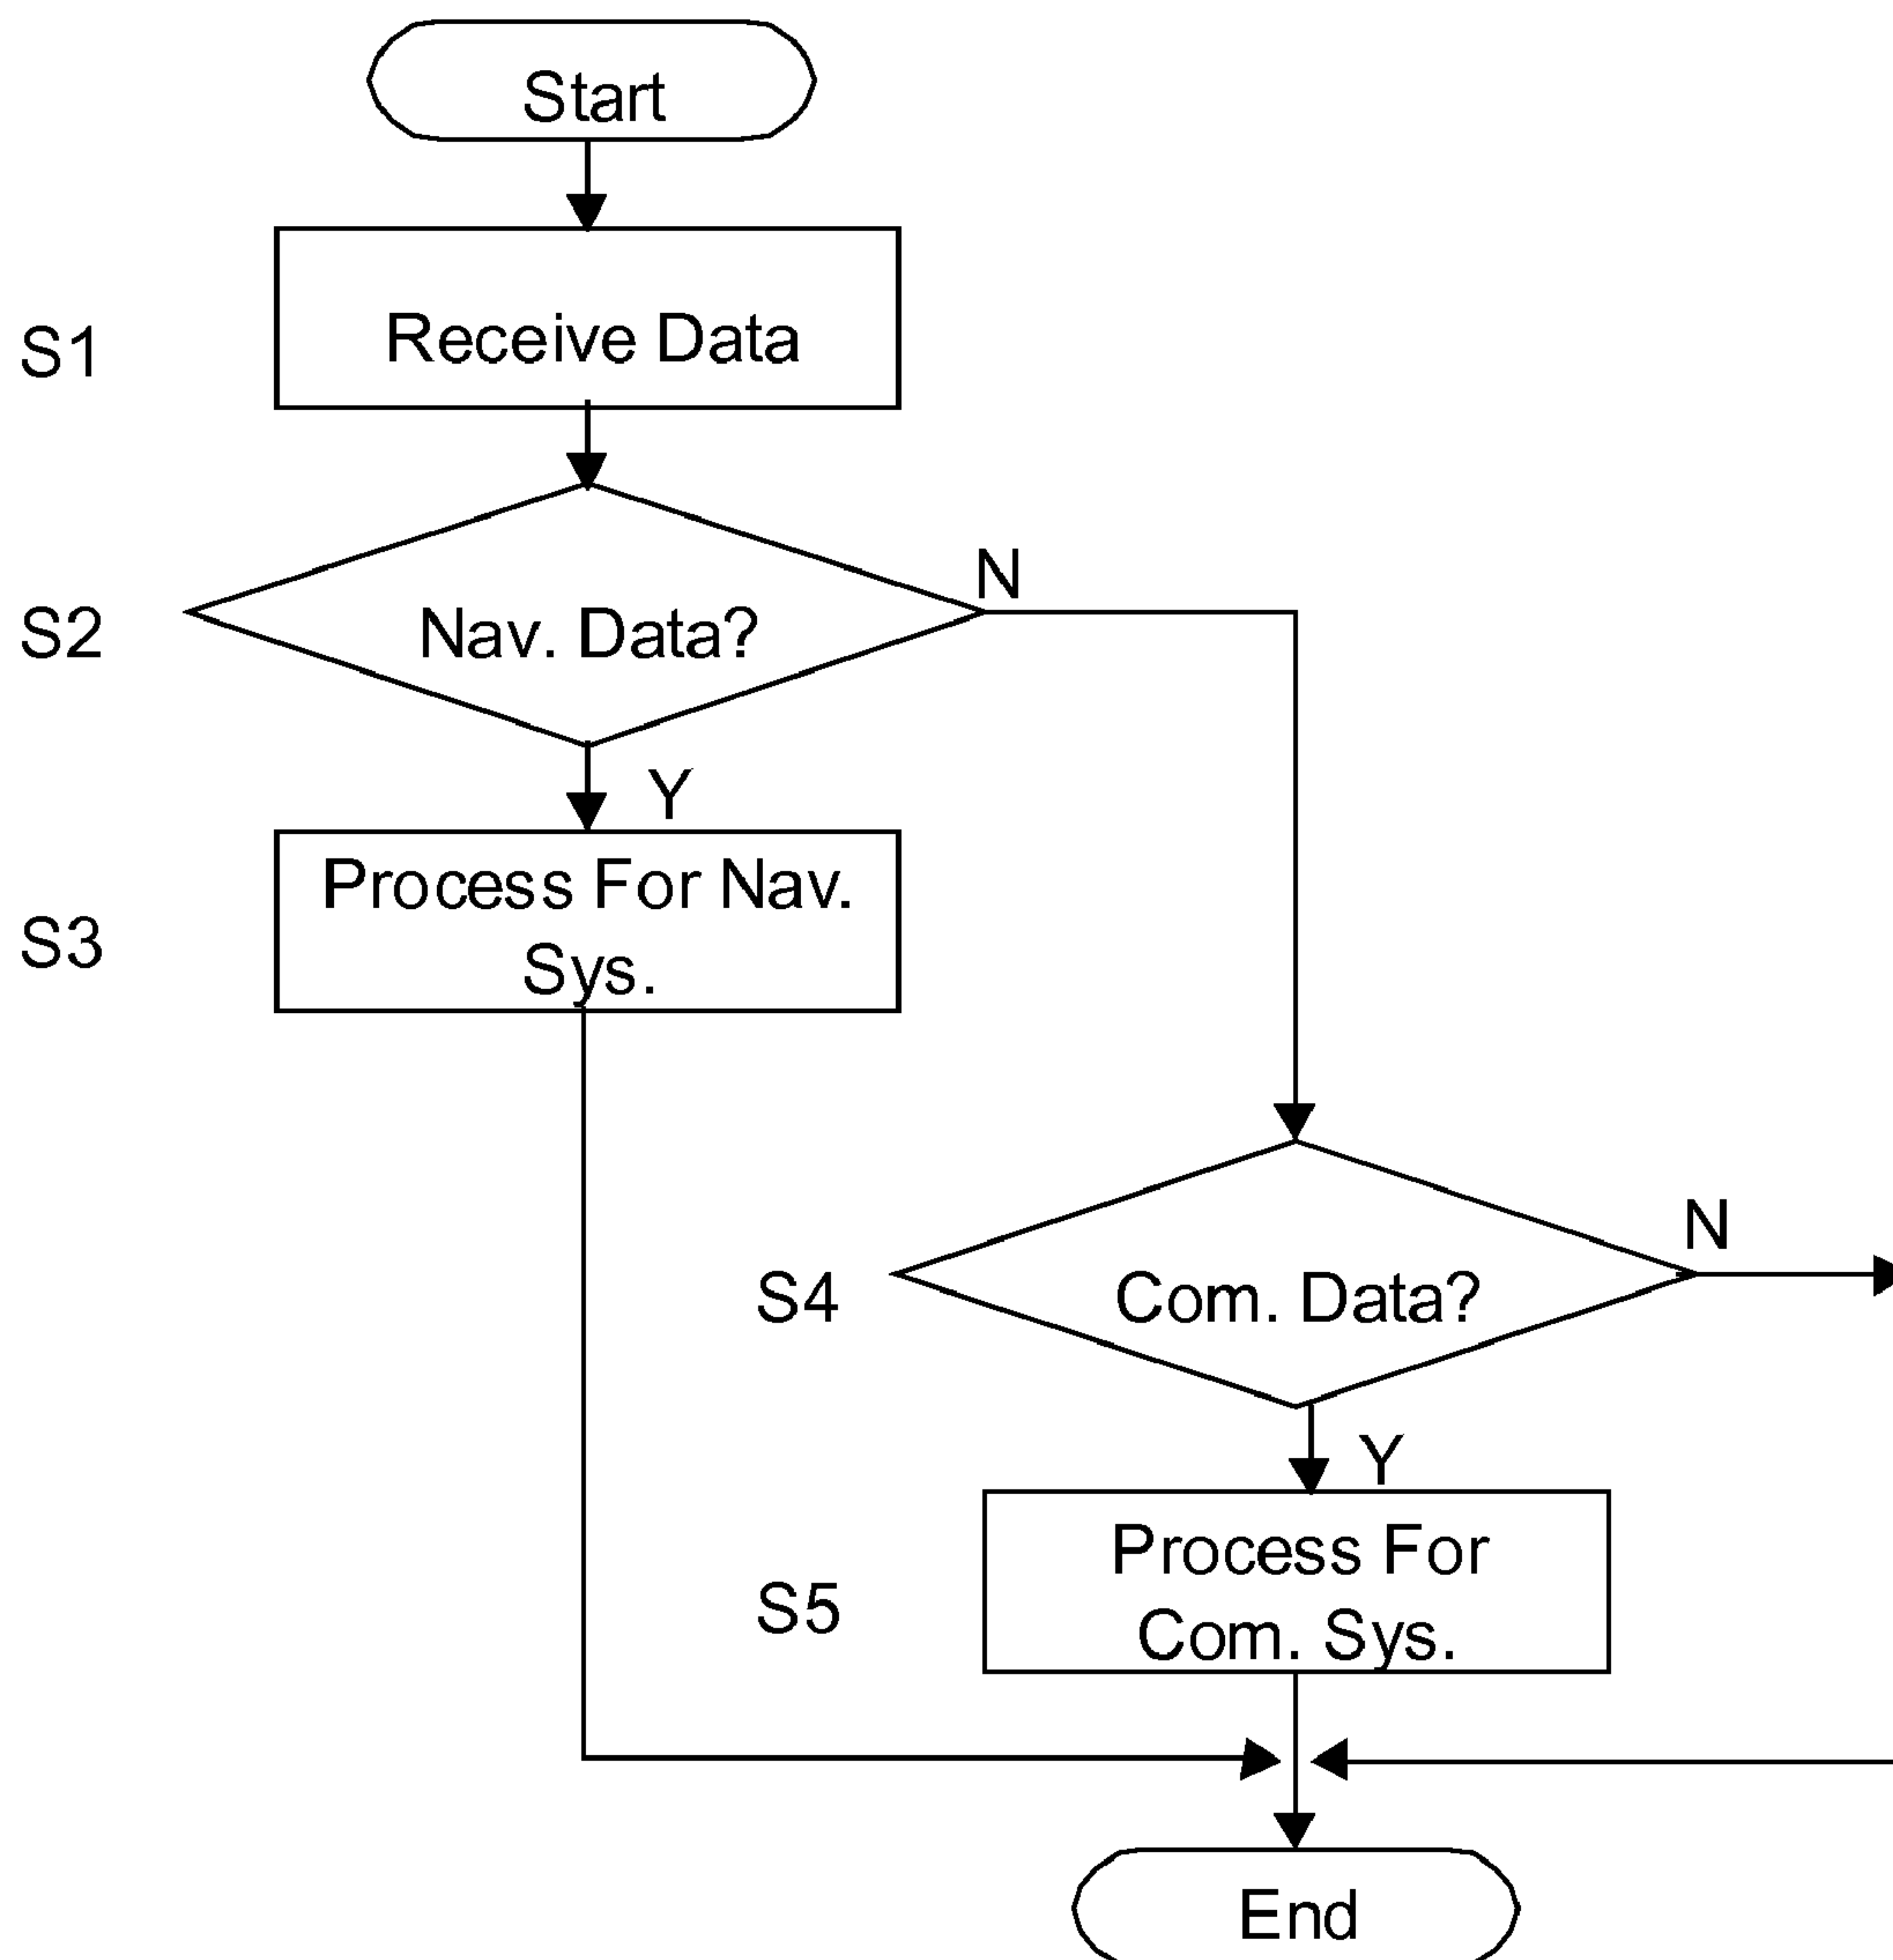 Start
S1
Receive Data
S2
Nav. Data?
N
Y
S3
Process For Nav.
Sys.
S4
Com. Data?
N
Y
S5
Process For
Com. Sys.
End